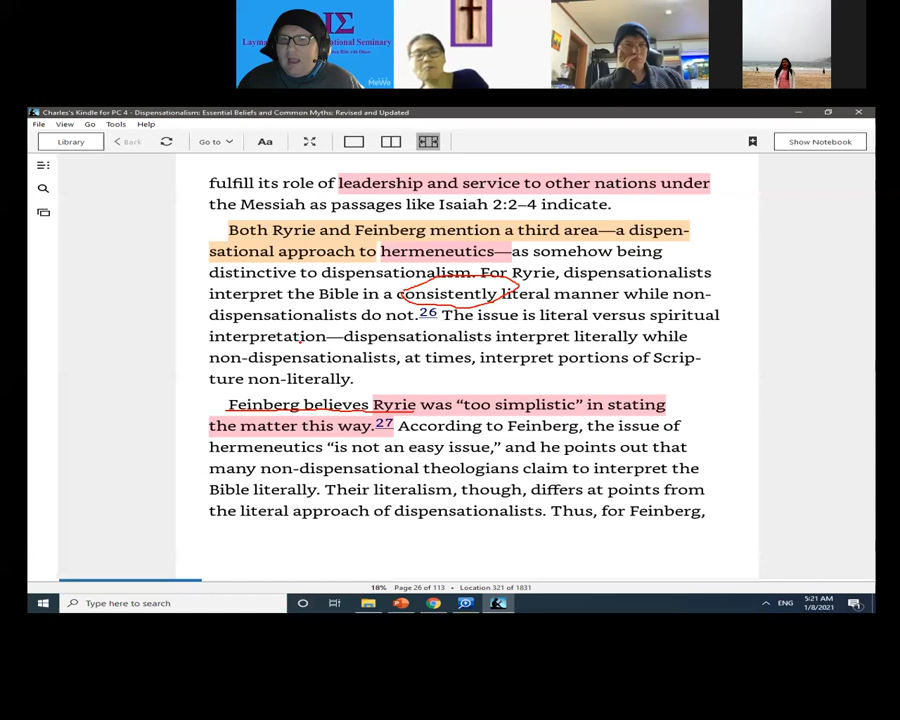 IΣ
Layma
national Seminary
MeWe
Charles's Kindle for PC 4 - Dispensationalism: Essential Beliefs and Common Myths: Revised and Updated
File View Go Tools Help
Library Back Go to Aa Show Notebook
fulfill its role of leadership and service to other nations under
the Messiah as passages like Isaiah 2:2–4 indicate.
Both Ryrie and Feinberg mention a third area—a dispen-
sational approach to hermeneutics—as somehow being
distinctive to dispensationalism. For Ryrie, dispensationalists
interpret the Bible in a consistently literal manner while non-
dispensationalists do not.26 The issue is literal versus spiritual
interpretation—dispensationalists interpret literally while
non-dispensationalists, at times, interpret portions of Scrip-
ture non-literally.
Feinberg believes Ryrie was “too simplistic” in stating
the matter this way.27 According to Feinberg, the issue of
hermeneutics “is not an easy issue,” and he points out that
many non-dispensational theologians claim to interpret the
Bible literally. Their literalism, though, differs at points from
the literal approach of dispensationalists. Thus, for Feinberg,
18% Page 26 of 113 • Location 321 of 1831
Type here to search ENG 5:21 AM
1/8/2021